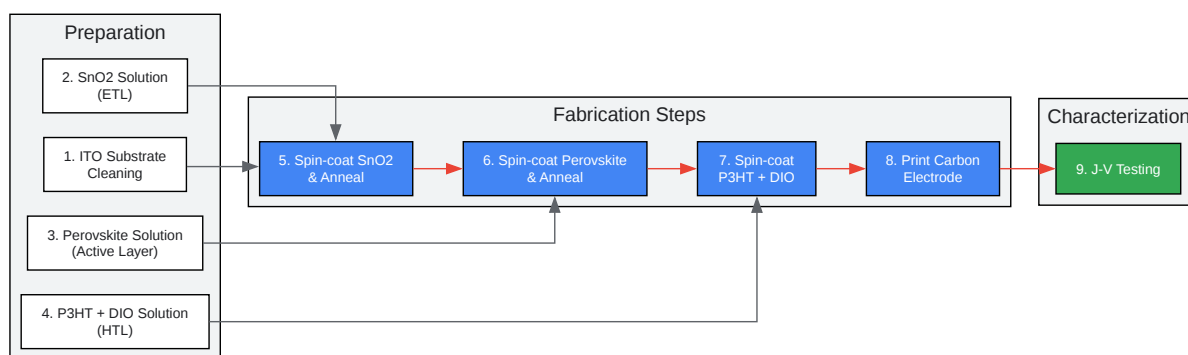 Preparation
2. SnO2 Solution
(ETL)
1. ITO Substrate
Cleaning
3. Perovskite Solution
(Active Layer)
4. P3HT + DIO Solution
(HTL)
Fabrication Steps
5. Spin-coat SnO2
& Anneal
6. Spin-coat Perovskite
& Anneal
7. Spin-coat
P3HT + DIO
8. Print Carbon
Electrode
Characterization
9. J-V Testing